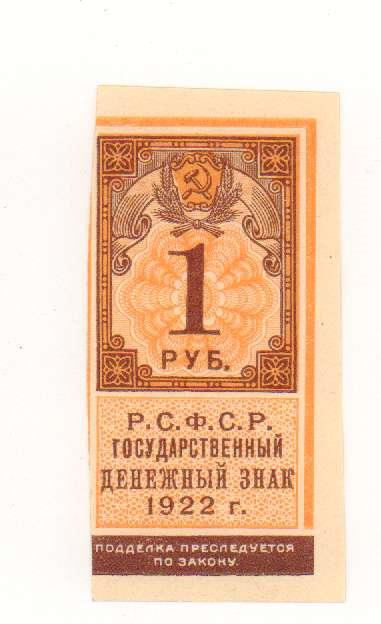 1
РУБ.
Р.С.Ф.С.Р.
ГОСУДАРСТВЕННЫЙ
ДЕНЕЖНЫЙ ЗНАК
1922 г.
ПОДДЕЛКА ПРЕСЛЕДУЕТСЯ
ПО ЗАКОНУ.